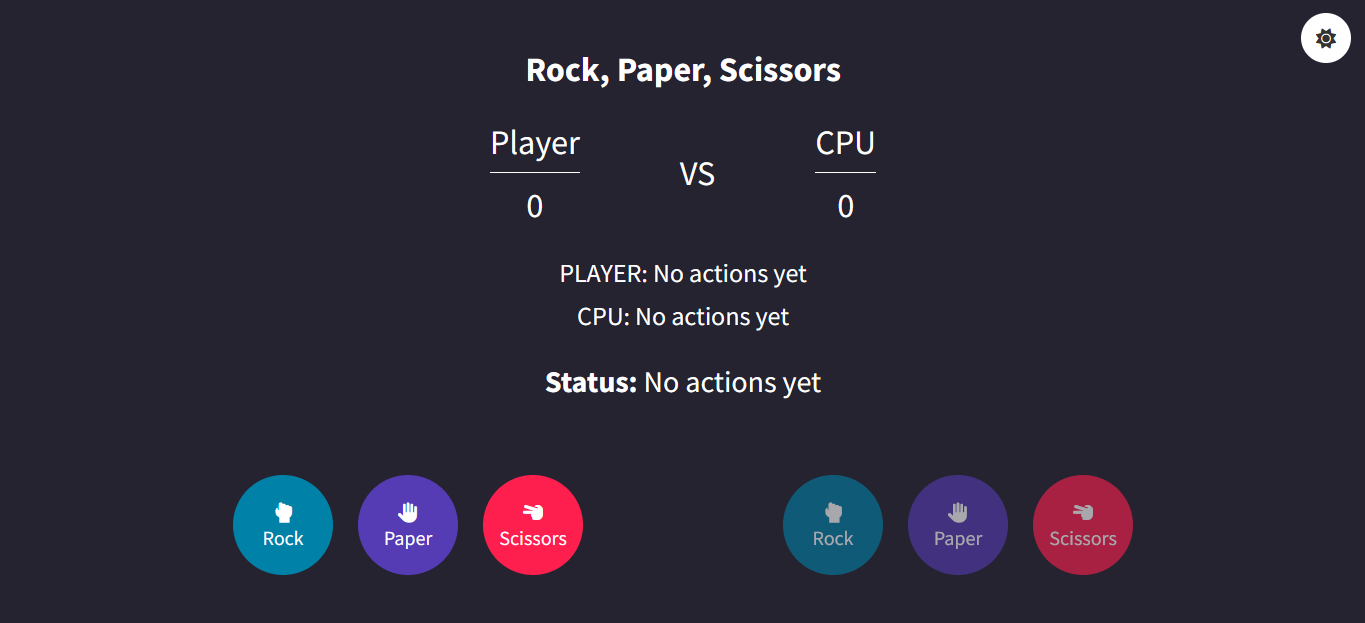 Rock, Paper, Scissors
Player
VS
CPU
0
0
PLAYER: No actions yet
CPU: No actions yet
Status: No actions yet
Rock
Paper
Scissors
Rock
Paper
Scissors